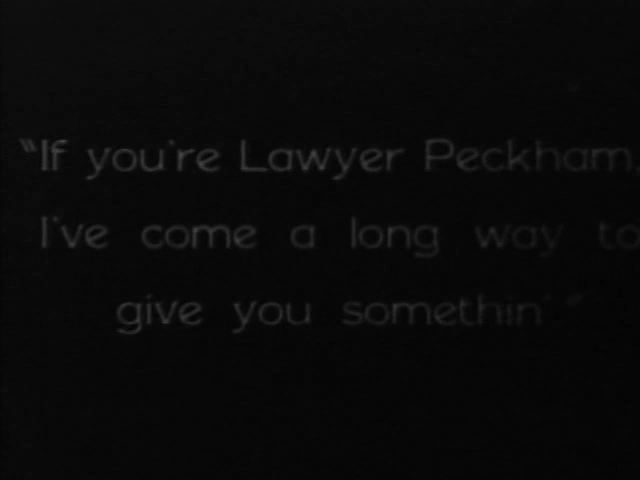 "If you're Lawyer Peckham,
I've come a long way to
give you somethin'"